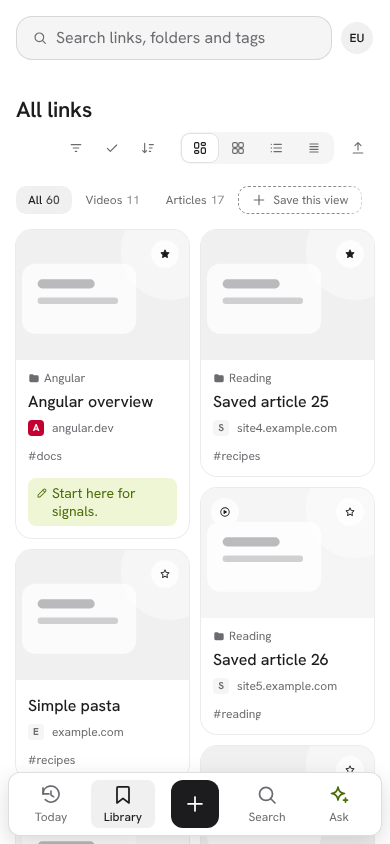 Search links, folders and tags
EU
All links
All 60
Videos 11
Articles 17
Save this view
Angular
Angular overview
A angular.dev
#docs
Start here for
signals.
Reading
Saved article 25
S site4.example.com
#recipes
Reading
Saved article 26
S site5.example.com
#reading
Simple pasta
E example.com
#recipes
Today
Library
Search
Ask